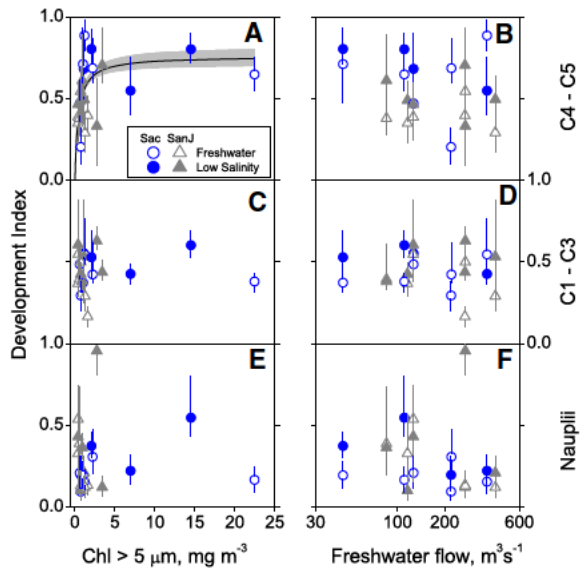 1.0
A
B
C4 - C5
0.5
Sac SanJ
Freshwater
Low Salinity
0.0
Development Index
C
D
1.0
C1 - C3
0.5
0.5
0.0
1.0
E
F
Nauplii
0.5
0.0
0 5 10 15 20 25
30 100 200 600
Chl > 5 μm, mg m-3
Freshwater flow, m3s-1